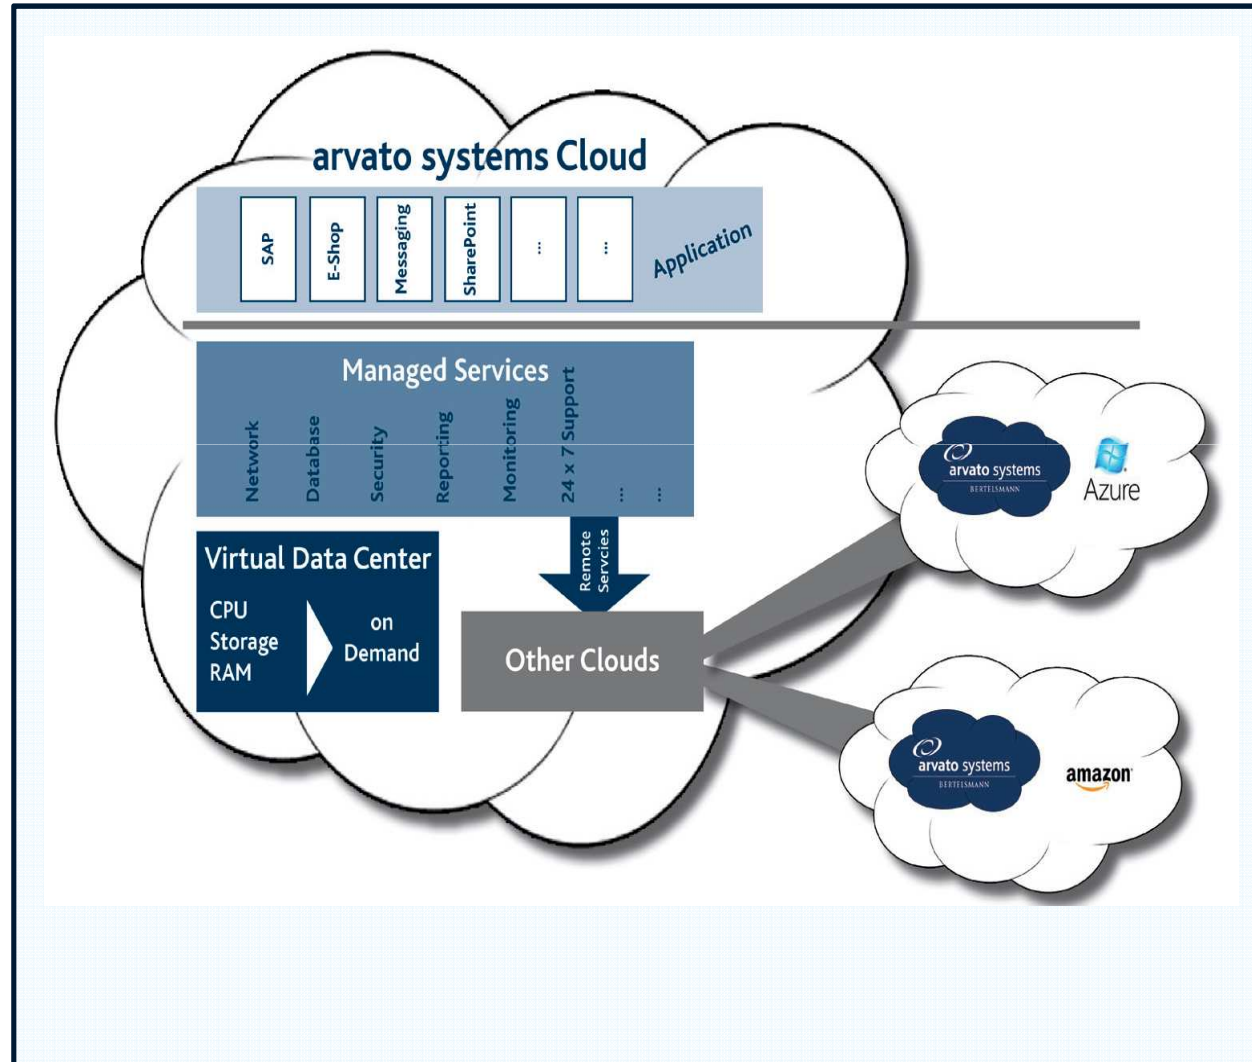 arvato systems Cloud
SAP
E-Shop
Messaging
SharePoint
...
...
Application
Managed Services
Network
Database
Security
Reporting
Monitoring
24 x 7 Support
...
...
Remote
Servcies
Virtual Data Center
CPU
Storage
RAM
on
Demand
Other Clouds
arvato systems
BERTELSMANN
Azure
arvato systems
BERTELSMANN
amazon